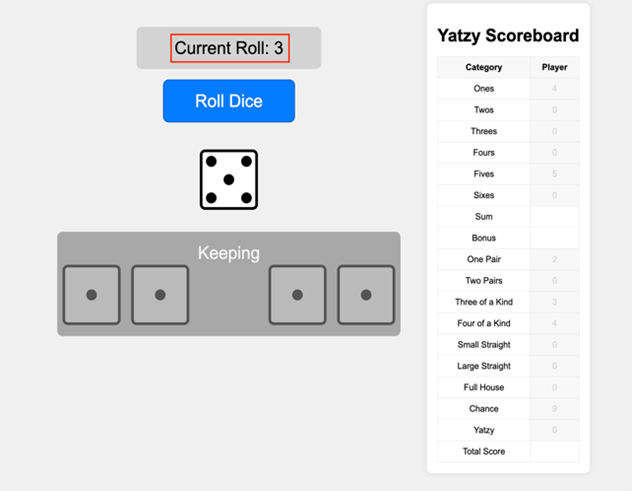 Current Roll: 3
Roll Dice
Keeping
Yatzy Scoreboard
Category Player
Ones 4
Twos 0
Threes 0
Fours 0
Fives 5
Sixes 0
Sum
Bonus
One Pair 2
Two Pairs 0
Three of a Kind 3
Four of a Kind 4
Small Straight 0
Large Straight 0
Full House 0
Chance 9
Yatzy 0
Total Score